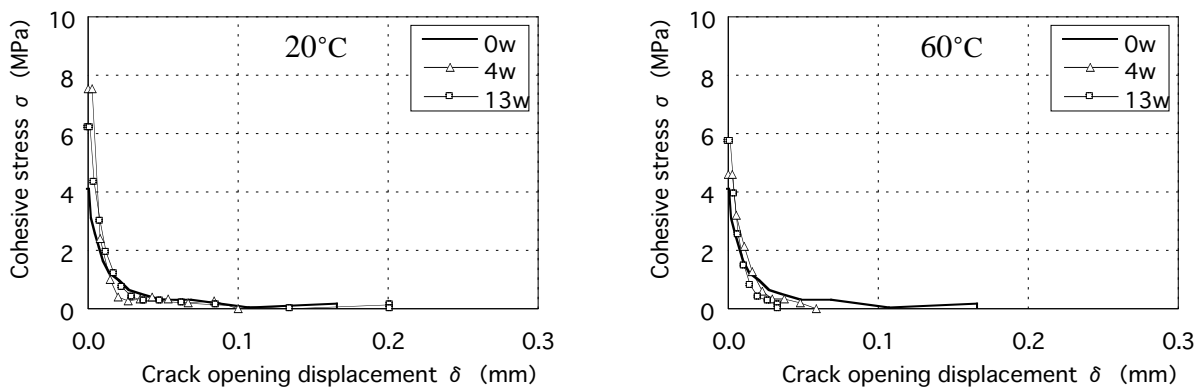 Cohesive stress σ (MPa)
10
8
6
4
2
0
20°C
0w
4w
13w
0.0 0.1 0.2 0.3
Crack opening displacement δ (mm)
Cohesive stress σ (MPa)
10
8
6
4
2
0
60°C
0w
4w
13w
0.0 0.1 0.2 0.3
Crack opening displacement δ (mm)